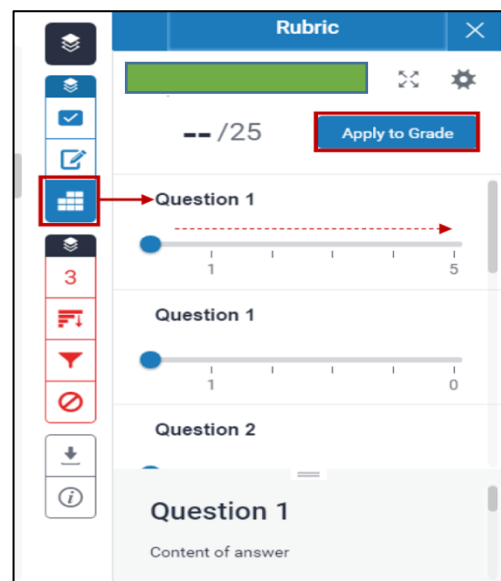 Rubric
--/25
Apply to Grade
Question 1
1 5
3
Question 1
1 0
Question 2
Question 1
Content of answer